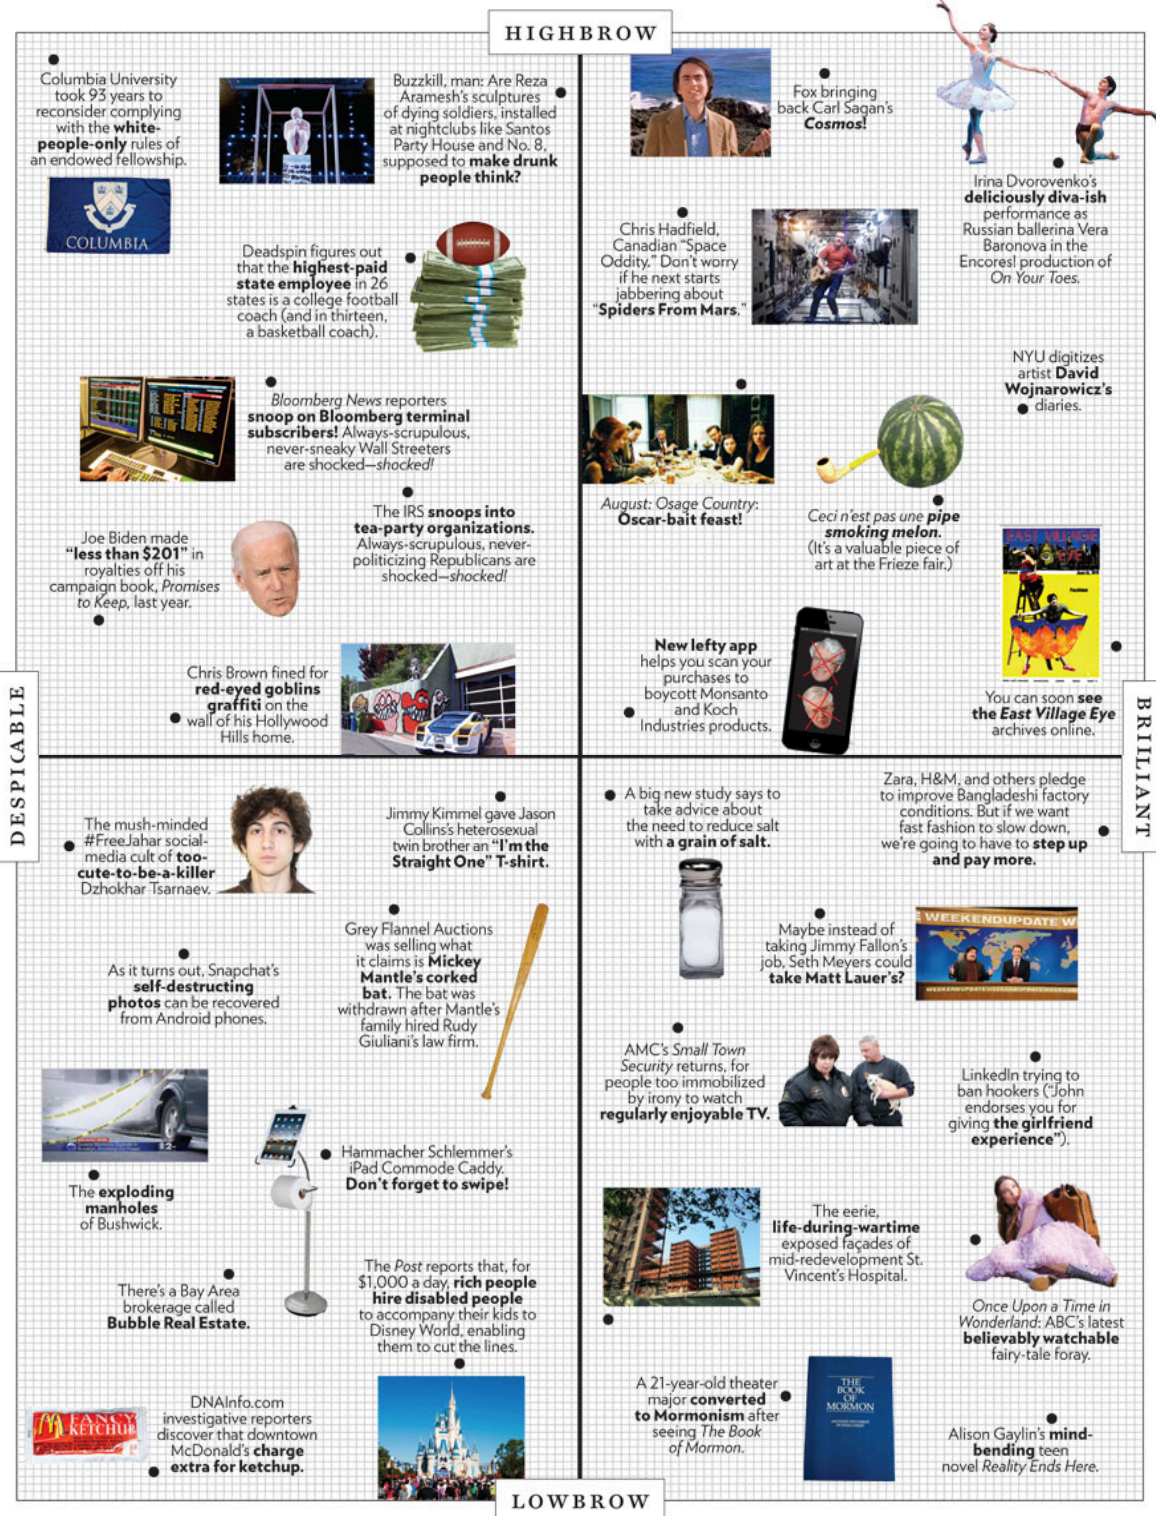 HIGHBROW
Columbia University
took 93 years to
reconsider complying
with the white-
people-only rules of
an endowed fellowship.
COLUMBIA
Buzzkill, man: Are Reza
Aramesh's sculptures
of dying soldiers, installed
at nightclubs like Santos
Party House and No. 8,
supposed to make drunk
people think?
Deadspin figures out
that the highest-paid
state employee in 26
states is a college football
coach (and in thirteen,
a basketball coach).
Bloomberg News reporters
snoop on Bloomberg terminal
subscribers! Always-scrupulous,
never-sneaky Wall Streeters
are shocked—shocked!
The IRS snoops into
tea-party organizations.
Always-scrupulous, never-
politicizing Republicans are
shocked—shocked!
Joe Biden made
"less than $201" in
royalties off his
campaign book, Promises
to Keep, last year.
Chris Brown fined for
red-eyed goblins
graffiti on the
wall of his Hollywood
Hills home.
Fox bringing
back Carl Sagan's
Cosmos!
Irina Dvorovenko's
deliciously diva-ish
performance as
Russian ballerina Vera
Baronova in the
Encores! production of
On Your Toes.
Chris Hadfield,
Canadian "Space
Oddity." Don't worry
if he next starts
jabbering about
"Spiders From Mars."
NYU digitizes
artist David
Wojnarowicz's
diaries.
August: Osage Country:
Oscar-bait feast!
Ceci n'est pas une pipe
smoking melon.
(It's a valuable piece of
art at the Frieze fair.)
EAST VILLAGE
EYE
New lefty app
helps you scan your
purchases to
boycott Monsanto
and Koch
Industries products.
You can soon see
the East Village Eye
archives online.
DESPICABLE
BRILLIANT
The mush-minded
#FreeJahar social-
media cult of too-
cute-to-be-a-killer
Dzhokhar Tsarnaev.
Jimmy Kimmel gave Jason
Collins's heterosexual
twin brother an "I'm the
Straight One" T-shirt.
Grey Flannel Auctions
was selling what
it claims is Mickey
Mantle's corked
bat. The bat was
withdrawn after Mantle's
family hired Rudy
Giuliani's law firm.
As it turns out, Snapchat's
self-destructing
photos can be recovered
from Android phones.
Hammacher Schlemmer's
iPad Commode Caddy.
Don't forget to swipe!
The exploding
manholes
of Bushwick.
There's a Bay Area
brokerage called
Bubble Real Estate.
The Post reports that, for
$1,000 a day, rich people
hire disabled people
to accompany their kids to
Disney World, enabling
them to cut the lines.
FANCY
KETCHUP
DNAInfo.com
investigative reporters
discover that downtown
McDonald's charge
extra for ketchup.
A big new study says to
take advice about
the need to reduce salt
with a grain of salt.
Zara, H&M, and others pledge
to improve Bangladeshi factory
conditions. But if we want
fast fashion to slow down,
we're going to have to step up
and pay more.
Maybe instead of
taking Jimmy Fallon's
job, Seth Meyers could
take Matt Lauer's?
WEEKENDUPDATE W
AMC's Small Town
Security returns, for
people too immobilized
by irony to watch
regularly enjoyable TV.
LinkedIn trying to
ban hookers ("John
endorses you for
giving the girlfriend
experience").
The eerie,
life-during-wartime
exposed façades of
mid-redevelopment St.
Vincent's Hospital.
Once Upon a Time in
Wonderland: ABC's latest
believably watchable
fairy-tale foray.
A 21-year-old theater
major converted
to Mormonism after
seeing The Book
of Mormon.
THE
BOOK
OF
MORMON
Alison Gaylin's mind-
bending teen
novel Reality Ends Here.
LOWBROW